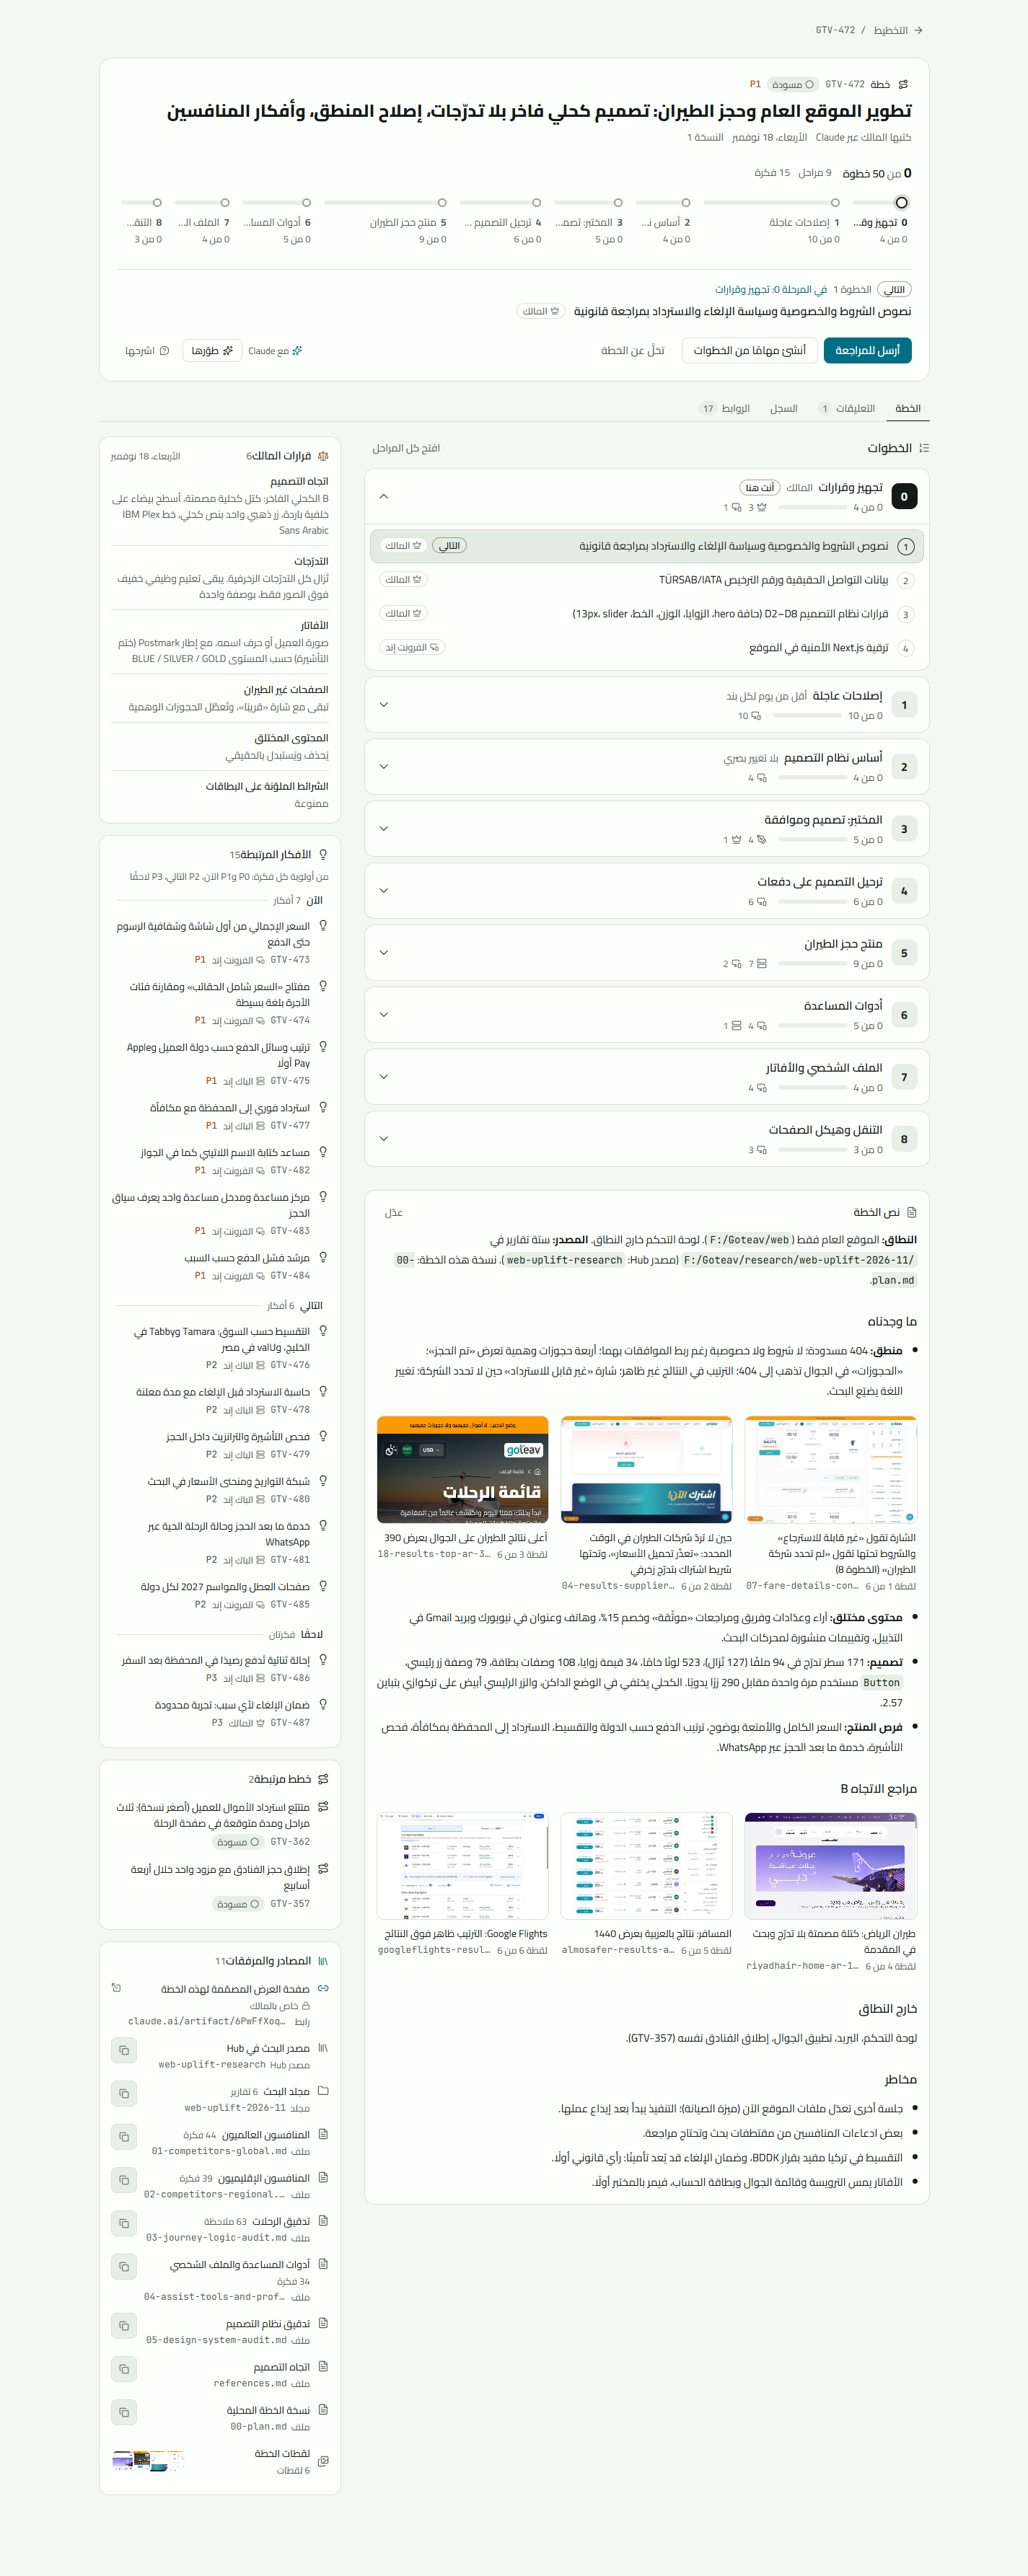 التخطيط / GTV-472
خطة GTV-472 مسودة P1
تطوير الموقع العام وحجز الطيران: تصميم كحلي فاخر بلا تدرّجات، إصلاح المنطق، وأفكار المنافسين
كتبها المالك عبر Claude الأربعاء، 18 نوفمبر النسخة 1
0 من 50 خطوة 9 مراحل 15 فكرة
0 تجهيز وق...
0 من 4
1 إصلاحات عاجلة
0 من 10
2 أساس ن...
0 من 4
3 المختبر: تصم...
0 من 5
4 ترحيل التصميم ...
0 من 6
5 منتج حجز الطيران
0 من 9
6 أدوات المسا...
0 من 5
7 الملف ال...
0 من 4
8 التنق...
0 من 3
التالي الخطوة 1 في المرحلة 0: تجهيز وقرارات
نصوص الشروط والخصوصية وسياسة الإلغاء والاسترداد بمراجعة قانونية المالك
أرسل للمراجعة أنشئ مهامًا من الخطوات تخلَّ عن الخطة
مع Claude طوّرها اشرحها
الخطة التعليقات 1 السجل الروابط 17
الخطوات افتح كل المراحل
0 تجهيز وقرارات المالك أنت هنا
0 من 4 3 1
1 نصوص الشروط والخصوصية وسياسة الإلغاء والاسترداد بمراجعة قانونية التالي المالك
2 بيانات التواصل الحقيقية ورقم الترخيص TÜRSAB/IATA المالك
3 قرارات نظام التصميم D2–D8 (حافة hero، الزوايا، الوزن، الخط، 13px، slider) المالك
4 ترقية Next.js الأمنية في الموقع الفرونت إند
1 إصلاحات عاجلة أقل من يوم لكل بند
0 من 10 10
2 أساس نظام التصميم بلا تغيير بصري
0 من 4 4
3 المختبر: تصميم وموافقة
0 من 5 4 1
4 ترحيل التصميم على دفعات
0 من 6 6
5 منتج حجز الطيران
0 من 9 7 2
6 أدوات المساعدة
0 من 5 4 1
7 الملف الشخصي والأفاتار
0 من 4 4
8 التنقل وهيكل الصفحات
0 من 3 3
نص الخطة عدّل
النطاق: الموقع العام فقط (F:/Goteav/web). لوحة التحكم خارج النطاق. المصدر: ستة تقارير في
F:/Goteav/research/web-uplift-2026-11/ (مصدر Hub: web-uplift-research). نسخة هذه الخطة: 00-
plan.md.
ما وجدناه
منطق: 404 مسدودة؛ لا شروط ولا خصوصية رغم ربط الموافقات بهما؛ أربعة حجوزات وهمية تعرض «تم الحجز»؛
«الحجوزات» في الجوال تذهب إلى 404؛ الترتيب في النتائج غير ظاهر؛ شارة «غير قابل للاسترداد» حين لا تحدد الشركة؛ تغيير
اللغة يضيّع البحث.
اشترك الآن!
goteav
USD
قائمة الرحلات
قائمة الرحلات
الشارة تقول «غير قابلة للاسترجاع»
والشروط تحتها تقول «لم تحدد شركة
الطيران» (الخطوة 8)
لقطة 1 من 6 07-fare-details-con...
حين لا تردّ شركات الطيران في الوقت
المحدد: «تعذّر تحميل الأسعار»، وتحتها
شريط اشتراك بتدرّج زخرفي
لقطة 2 من 6 04-results-supplier...
أعلى نتائج الطيران على الجوال بعرض 390
لقطة 3 من 6 18-results-top-ar-3...
محتوى مختلق: آراء وعدّادات وفريق ومراجعات «موثّقة» وخصم 15%، وهاتف وعنوان في نيويورك وبريد Gmail في
التذييل، وتقييمات منشورة لمحركات البحث.
تصميم: 171 سطر تدرّج في 94 ملفًا (127 تُزال)، 523 لونًا خامًا، 34 قيمة زوايا، 108 وصفات بطاقة، 79 وصفة زر رئيسي،
Button مستخدم مرة واحدة مقابل 290 زرًا يدويًا. الكحلي يختفي في الوضع الداكن، والزر الرئيسي أبيض على تركوازي بتباين
2.57.
فرص المنتج: السعر الكامل والأمتعة بوضوح، ترتيب الدفع حسب الدولة والتقسيط، الاسترداد إلى المحفظة بمكافأة، فحص
التأشيرة، خدمة ما بعد الحجز عبر WhatsApp.
مراجع الاتجاه B
طيران الرياض: كتلة مصمتة بلا تدرّج وبحث
في المقدمة
لقطة 4 من 6 riyadhair-home-ar-1...
المسافر: نتائج بالعربية بعرض 1440
لقطة 5 من 6 almosafer-results-a...
Google Flights: الترتيب ظاهر فوق النتائج
لقطة 6 من 6 googleflights-resul...
خارج النطاق
لوحة التحكم، البريد، تطبيق الجوال، إطلاق الفنادق نفسه (GTV-357).
مخاطر
جلسة أخرى تعدّل ملفات الموقع الآن (ميزة الصيانة)؛ التنفيذ يبدأ بعد إيداع عملها.
بعض ادعاءات المنافسين من مقتطفات بحث وتحتاج مراجعة.
التقسيط في تركيا مقيد بقرار BDDK، وضمان الإلغاء قد يُعد تأمينًا: رأي قانوني أولًا.
الأفاتار يمس الترويسة وقائمة الجوال وبطاقة الحساب، فيمر بالمختبر أولًا.
قرارات المالك 6 الأربعاء، 18 نوفمبر
اتجاه التصميم
B الكحلي الفاخر: كتل كحلية مصمتة، أسطح بيضاء على
خلفية باردة، زر ذهبي واحد بنص كحلي، خط IBM Plex
Sans Arabic
التدرّجات
تُزال كل التدرّجات الزخرفية. يبقى تعتيم وظيفي خفيف
فوق الصور فقط، بوصفة واحدة
الأفاتار
صورة العميل أو حرف اسمه، مع إطار Postmark (ختم
التأشيرة) حسب المستوى BLUE / SILVER / GOLD
الصفحات غير الطيران
تبقى مع شارة «قريبًا»، وتُعطّل الحجوزات الوهمية
المحتوى المختلق
يُحذف ويُستبدل بالحقيقي
الشرائط الملوّنة على البطاقات
ممنوعة
الأفكار المرتبطة 15
من أولوية كل فكرة: P0 وP1 الآن، P2 التالي، P3 لاحقًا
الآن 7 أفكار
السعر الإجمالي من أول شاشة وشفافية الرسوم
حتى الدفع
GTV-473 الفرونت إند P1
مفتاح «السعر شامل الحقائب» ومقارنة فئات
الأجرة بلغة بسيطة
GTV-474 الفرونت إند P1
ترتيب وسائل الدفع حسب دولة العميل وApple
Pay أولًا
GTV-475 الباك إند P1
استرداد فوري إلى المحفظة مع مكافأة
GTV-477 الباك إند P1
مساعد كتابة الاسم اللاتيني كما في الجواز
GTV-482 الفرونت إند P1
مركز مساعدة ومدخل مساعدة واحد يعرف سياق
الحجز
GTV-483 الفرونت إند P1
مرشد فشل الدفع حسب السبب
GTV-484 الفرونت إند P1
التالي 6 أفكار
التقسيط حسب السوق: Tamara وTabby في
الخليج، وvalU في مصر
GTV-476 الباك إند P2
حاسبة الاسترداد قبل الإلغاء مع مدة معلنة
GTV-478 الباك إند P2
فحص التأشيرة والترانزيت داخل الحجز
GTV-479 الباك إند P2
شبكة التواريخ ومنحنى الأسعار في البحث
GTV-480 الباك إند P2
خدمة ما بعد الحجز وحالة الرحلة الحية عبر
WhatsApp
GTV-481 الباك إند P2
صفحات العطل والمواسم 2027 لكل دولة
GTV-485 الفرونت إند P2
لاحقًا فكرتان
إحالة ثنائية تُدفع رصيدًا في المحفظة بعد السفر
GTV-486 الباك إند P3
ضمان الإلغاء لأي سبب: تجربة محدودة
GTV-487 المالك P3
خطط مرتبطة 2
متتبّع استرداد الأموال للعميل (أصغر نسخة): ثلاث
مراحل ومدة متوقعة في صفحة الرحلة
GTV-362 مسودة
إطلاق حجز الفنادق مع مزود واحد خلال أربعة
أسابيع
GTV-357 مسودة
المصادر والمرفقات 11
صفحة العرض المصمّمة لهذه الخطة
خاص بالمالك
رابط claude.ai/artifact/6PwFfXoq...
مصدر البحث في Hub
مصدر Hub web-uplift-research
مجلد البحث 6 تقارير
مجلد web-uplift-2026-11
المنافسون العالميون 44 فكرة
ملف 01-competitors-global.md
المنافسون الإقليميون 39 فكرة
ملف 02-competitors-regional...
تدقيق الرحلات 63 ملاحظة
ملف 03-journey-logic-audit.md
أدوات المساعدة والملف الشخصي
34 فكرة
ملف 04-assist-tools-and-prof...
تدقيق نظام التصميم
ملف 05-design-system-audit.md
اتجاه التصميم
ملف references.md
نسخة الخطة المحلية
ملف 00-plan.md
لقطات الخطة
6 لقطات